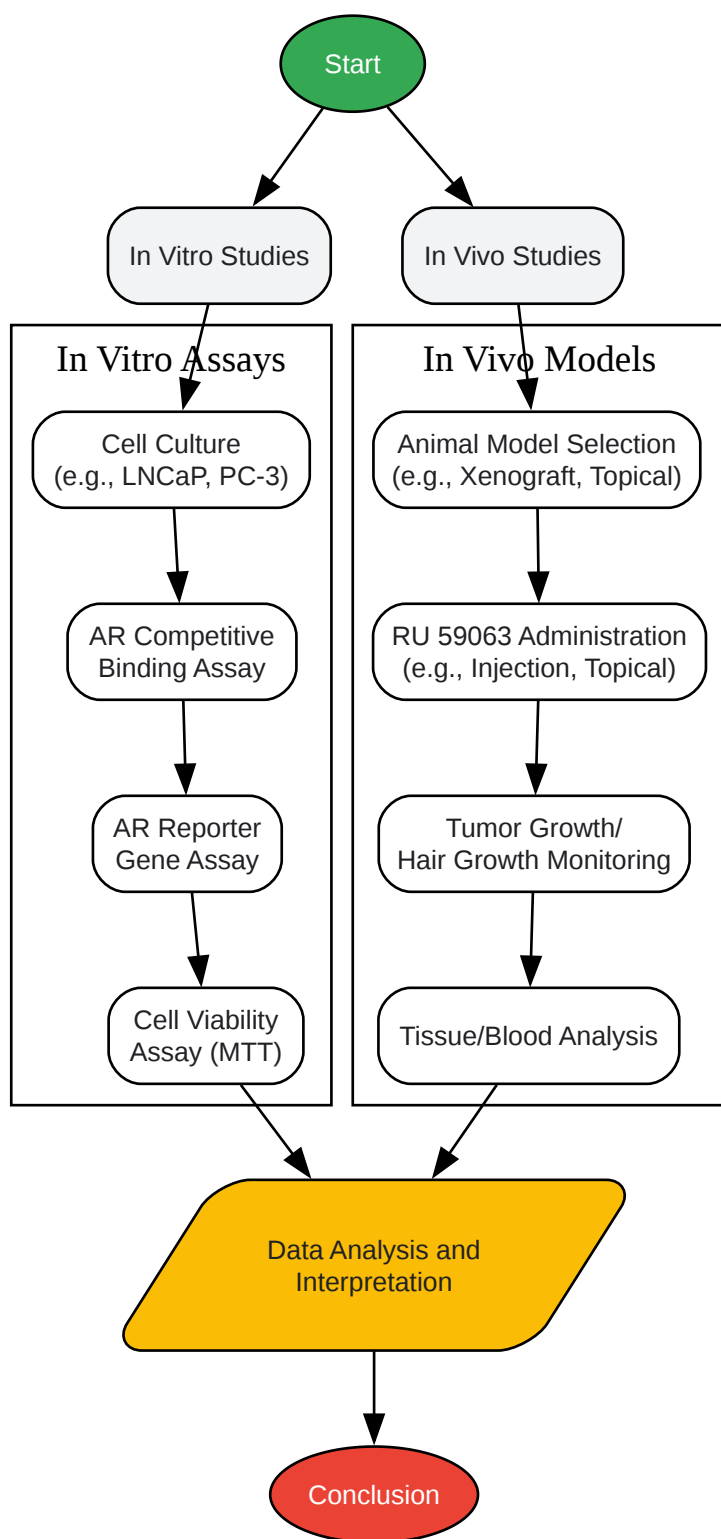 Start
In Vitro Studies
In Vivo Studies
In Vitro Assays
Cell Culture
(e.g., LNCaP, PC-3)
AR Competitive
Binding Assay
AR Reporter
Gene Assay
Cell Viability
Assay (MTT)
In Vivo Models
Animal Model Selection
(e.g., Xenograft, Topical)
RU 59063 Administration
(e.g., Injection, Topical)
Tumor Growth/
Hair Growth Monitoring
Tissue/Blood Analysis
Data Analysis and
Interpretation
Conclusion